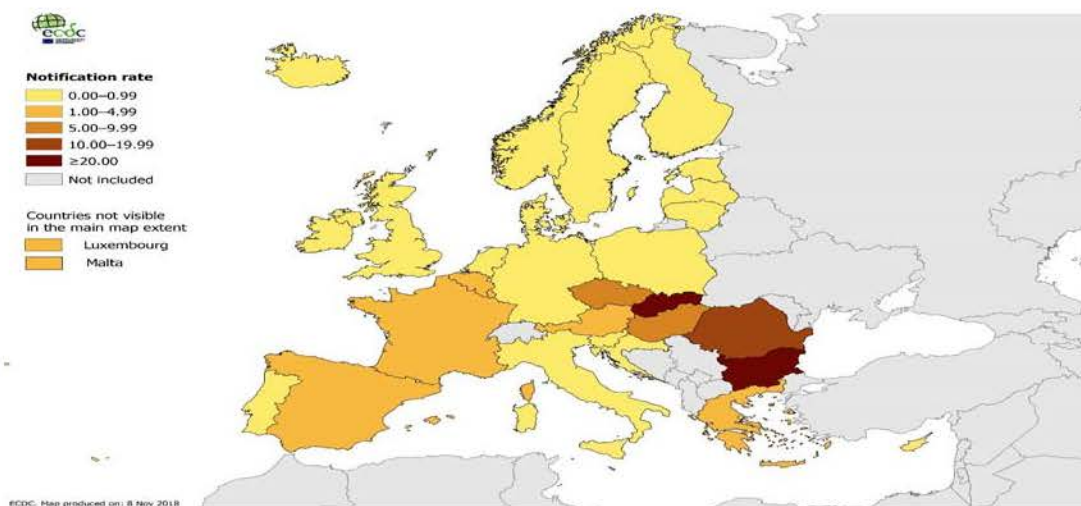 ecdc
Notification rate
0.00–0.99
1.00–4.99
5.00–9.99
10.00–19.99
≥20.00
Not included
Countries not visible
in the main map extent
Luxembourg
Malta
ECDC. Map produced on: 8 Nov 2018